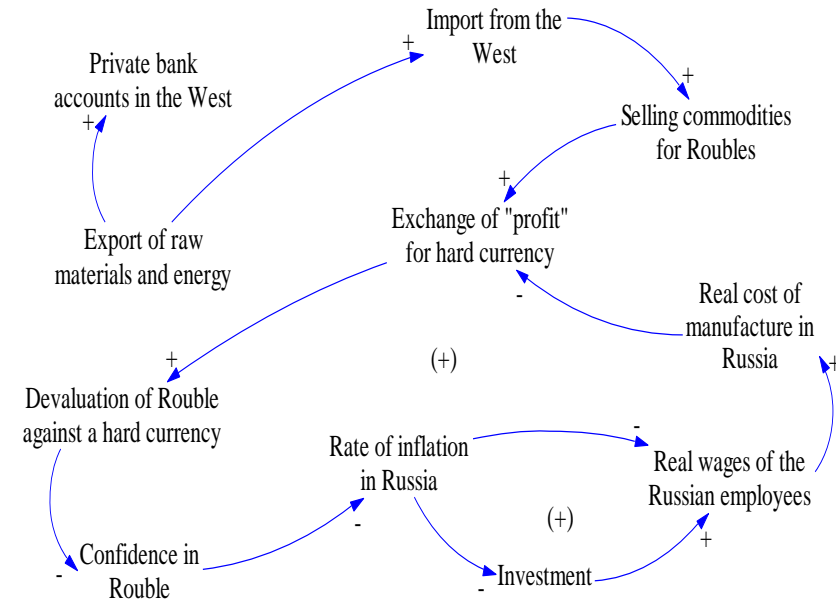 Import from the
West
+
Private bank
accounts in the West
+
+
Selling commodities
for Roubles
+
+
Exchange of "profit"
for hard currency
Export of raw
materials and energy
-
Real cost of
manufacture in
Russia
+
(+)
+
Devaluation of Rouble
against a hard currency
Rate of inflation
in Russia
-
Real wages of the
Russian employees
(+)
+
-
Confidence in
Rouble
-
Investment
-